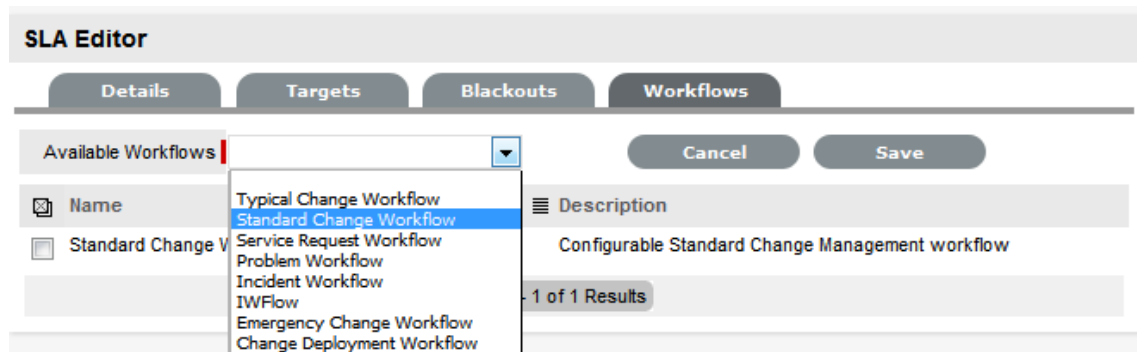 SLA Editor
Details Targets Blackouts Workflows
Available Workflows Cancel Save
Name Description
Typical Change Workflow
Standard Change Workflow
Service Request Workflow
Problem Workflow
Incident Workflow
IWFlow
Emergency Change Workflow
Change Deployment Workflow
Standard Change Configurable Standard Change Management workflow
1 of 1 Results